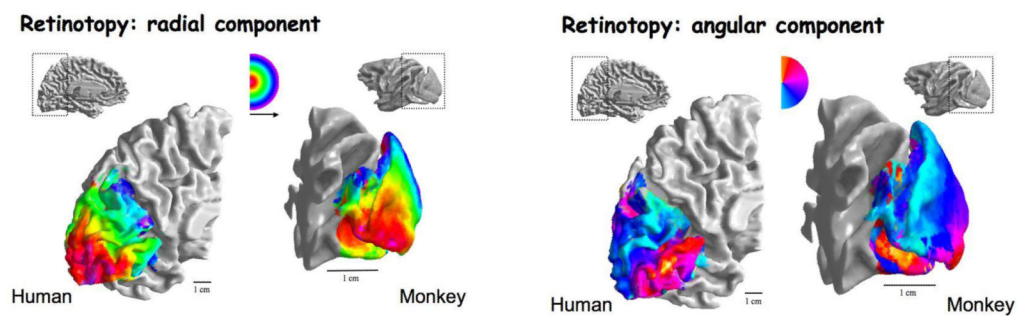 Retinotopy: radial component
1 cm
1 cm
Human
Monkey
Retinotopy: angular component
1 cm
1 cm
Human
Monkey